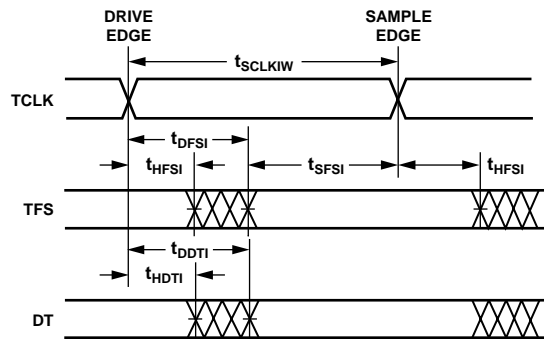 DRIVE
EDGE
SAMPLE
EDGE
tSCLKIW
TCLK
tDFSI
tHFSI
tSFSI
tHFSI
TFS
tDDTI
tHDTI
DT